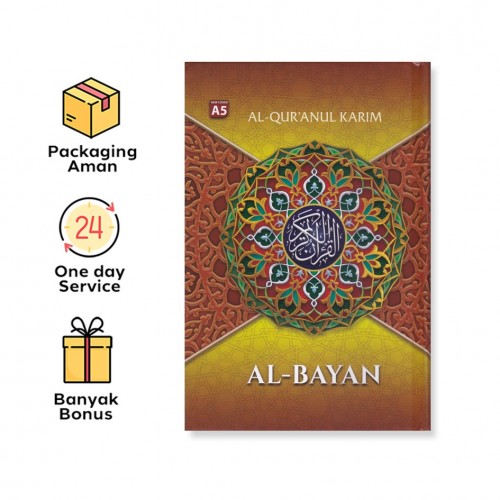 Packaging
Aman
24
One day
Service
Banyak
Bonus
A5
AL-QUR'ANUL KARIM
القرآن الكريم
AL-BAYAN